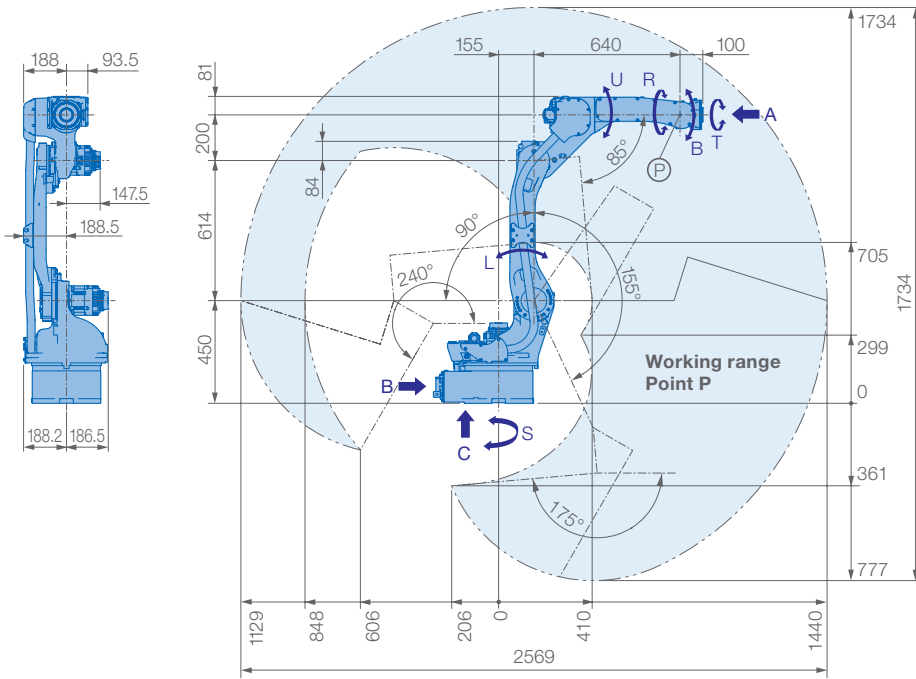 188
93.5
81
200
84
614
450
147.5
188.5
188.2
186.5
155
640
100
1734
U
R
A
T
B
P
85°
90°
L
240°
155°
705
1734
299
0
Working range
Point P
B
C
S
361
175°
777
1129
848
606
206
0
410
1440
2569